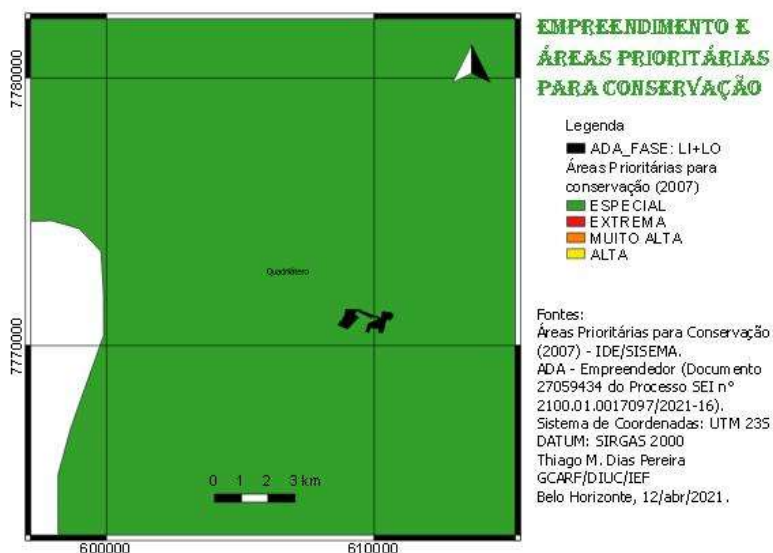 EMPREENDIMENTO E
ÁREAS PRIORITÁRIAS
PARA CONSERVAÇÃO
Legenda
ADA_FASE: LI+LO
Áreas Prioritárias para
conservação (2007)
ESPECIAL
EXTREMA
MUITO ALTA
ALTA
Fontes:
Áreas Prioritárias para Conservação
(2007) - IDE/SISEMA.
ADA - Empreendedor (Documento
27059434 do Processo SEI nº
2100.01.0017097/2021-16).
Sistema de Coordenadas: UTM 23S
DATUM: SIRGAS 2000
Thiago M. Dias Pereira
GCARF/DIUC/IEF
Belo Horizonte, 12/abr/2021.
7780000
7770000
Quadrilátero
0 1 2 3 km
600000
610000